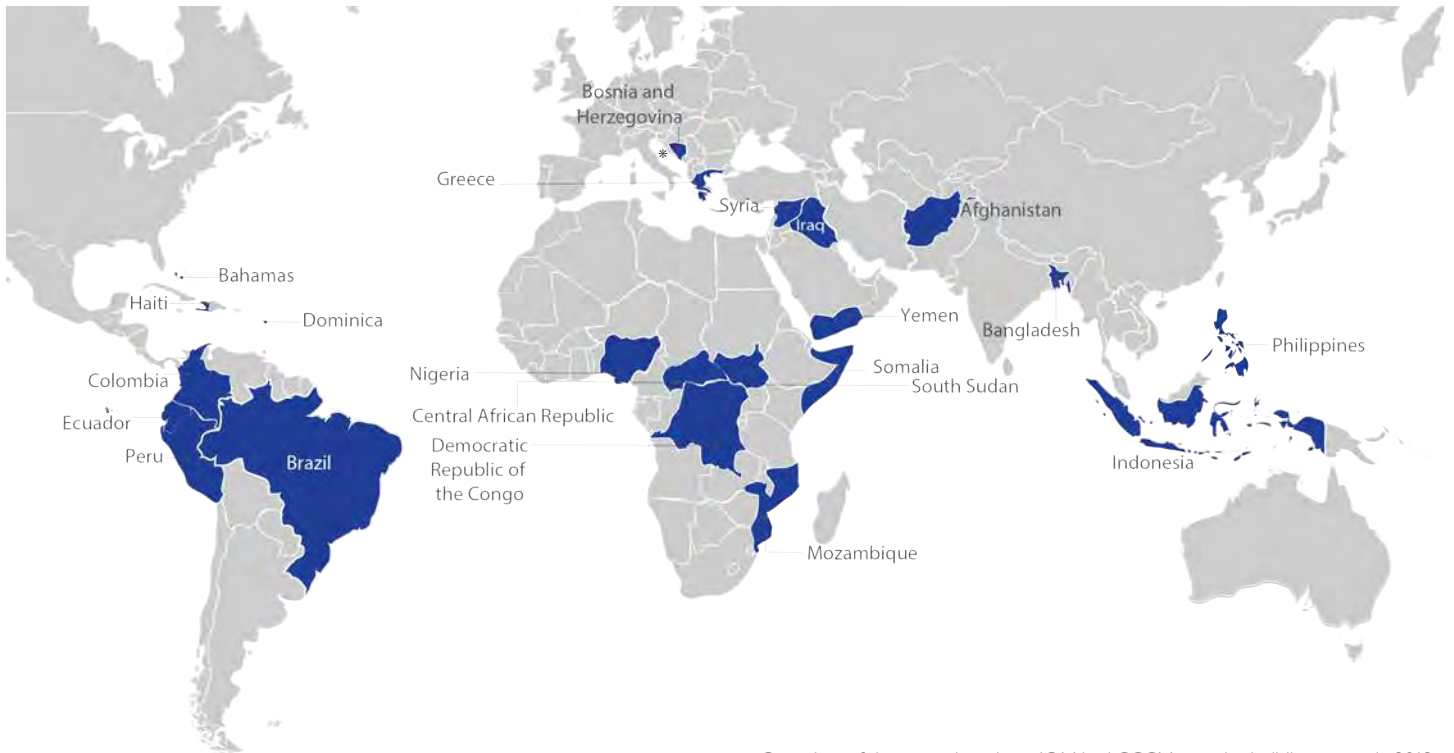 Bosnia and
Herzegovina
*
Greece
Syria
Iraq
Afghanistan
Bahamas
Haiti
Dominica
Yemen
Bangladesh
Philippines
Colombia
Nigeria
Somalia
South Sudan
Ecuador
Central African Republic
Peru
Brazil
Democratic
Republic of
the Congo
Indonesia
Mozambique